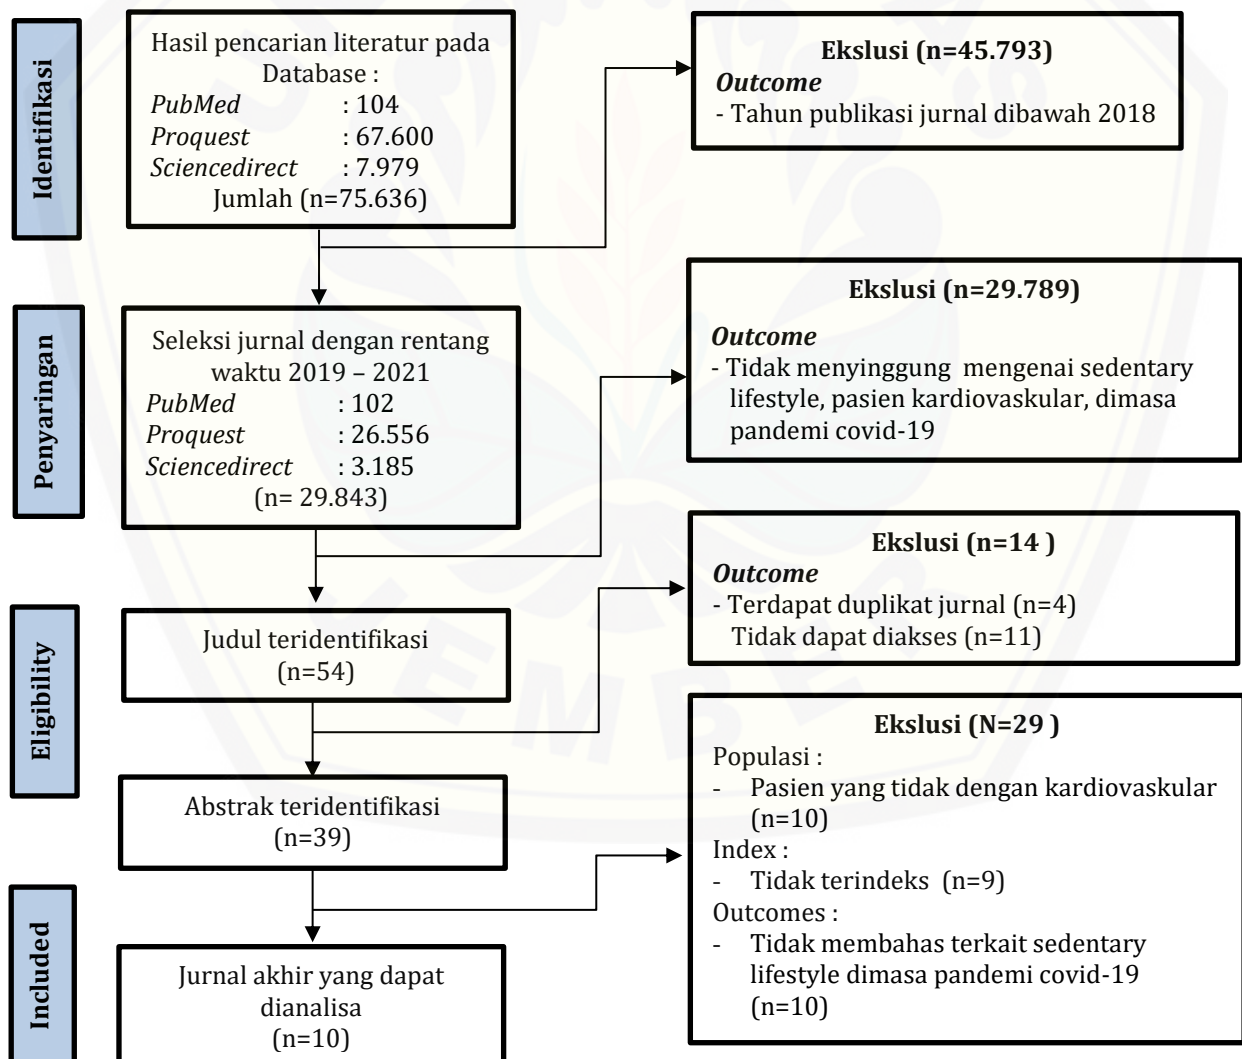 Identifikasi
Hasil pencarian literatur pada
Database :
PubMed : 104
Proquest : 67.600
Sciencedirect : 7.979
Jumlah (n=75.636)
Ekslusi (n=45.793)
Outcome
- Tahun publikasi jurnal dibawah 2018
Penyaringan
Seleksi jurnal dengan rentang
waktu 2019 – 2021
PubMed : 102
Proquest : 26.556
Sciencedirect : 3.185
(n= 29.843)
Ekslusi (n=29.789)
Outcome
- Tidak menyinggung mengenai sedentary
lifestyle, pasien kardiovaskular, dimasa
pandemi covid-19
Eligibility
Judul teridentifikasi
(n=54)
Ekslusi (n=14 )
Outcome
- Terdapat duplikat jurnal (n=4)
Tidak dapat diakses (n=11)
Abstrak teridentifikasi
(n=39)
Ekslusi (N=29 )
Populasi :
- Pasien yang tidak dengan kardiovaskular
(n=10)
Index :
- Tidak terindeks (n=9)
Outcomes :
- Tidak membahas terkait sedentary
lifestyle dimasa pandemi covid-19
(n=10)
Included
Jurnal akhir yang dapat
dianalisa
(n=10)
JEMBER